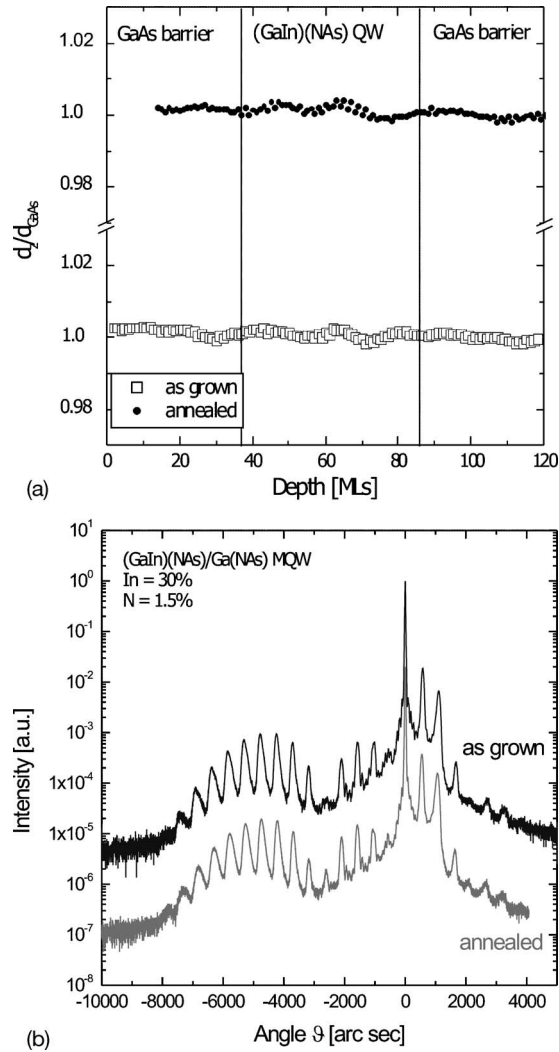 GaAs barrier (GaIn)(NAs) QW GaAs barrier
1.02
1.0
0.98
d_z/d_GaAs
1.02
1.0
0.98
as grown
annealed
0 20 40 60 80 100 120
(a) Depth [MLs]
10^1
(GaIn)(NAs)/Ga(NAs) MQW
In = 30%
N = 1.5%
10^0
10^-1
10^-2
as grown
10^-3
Intensity [a.u.]
1x10^-4
1x10^-5
10^-6
annealed
10^-7
10^-8
-10000 -8000 -6000 -4000 -2000 0 2000 4000
(b) Angle ϑ [arc sec]